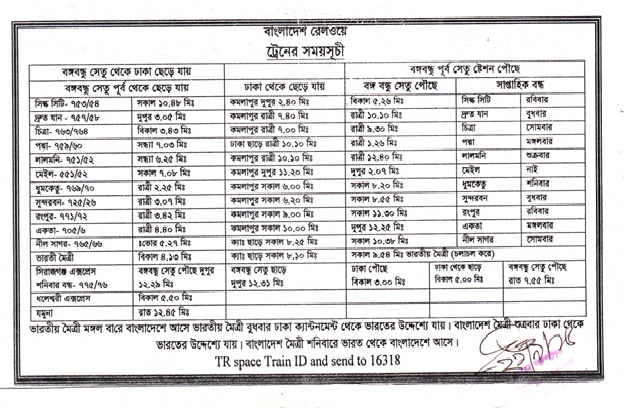 বাংলাদেশ রেলওয়ে
ট্রেনের সময়সূচী
বঙ্গবন্ধু সেতু থেকে ঢাকা ছেড়ে যায় বঙ্গবন্ধু পূর্ব সেতু ষ্টেশন পৌছে
বঙ্গবন্ধু সেতু পূর্ব থেকে ছেড়ে যায় ঢাকা থেকে ছেড়ে যায় বঙ্গ বন্ধু সেতু পৌছে সাপ্তাহিক বন্ধ
সিল্ক সিটি- ৭৫৩/৫৪ সকাল ১০.৪৮ মিঃ কমলাপুর দুপুর ২.৪০ মিঃ বিকাল ৫.২৬ মিঃ সিল্ক সিটি রবিবার
দ্রুত যান - ৭৫৭/৫৮ দুপুর ৩.০৫ মিঃ কমলাপুর রাত্রী ৭.৪০ মিঃ রাত্রী ১০.১০ মিঃ দ্রুত যান বুধবার
চিত্রা- ৭৬৩/৭৬৪ বিকাল ৩.৪৩ মিঃ কমলাপুর রাত্রী ৭.০০ মিঃ রাত্রী ৯.৩০ মিঃ চিত্রা সোমবার
পদ্মা- ৭৫৯/৬০ সন্ধ্যা ৭.০৩ মিঃ ঢাকা ছাড়ে রাত্রী ১০.১০ মিঃ রাত্রী ১.২৬ মিঃ পদ্মা মঙ্গলবার
লালমনি- ৭৫১/৫২ সন্ধ্যা ৬.২৫ মিঃ কমলাপুর রাত্রী ১০.১০ মিঃ রাত্রী ১২.৪০ মিঃ লালমনি শুক্রবার
মেইল- ৫৫১/৫২ সকাল ৭.০৮ মিঃ কমলাপুর দুপুর ১১.২০ মিঃ দুপুর ২.০৭ মিঃ মেইল নাই
ধুমকেতু- ৭৬৯/৭০ রাত্রী ২.২৫ মিঃ কমলাপুর সকাল ৬.০০ মিঃ সকাল ৮.২০ মিঃ ধুমকেতু শনিবার
সুন্দরবন- ৭২৫/২৬ রাত্রী ৩.০৭ মিঃ কমলাপুর সকাল ৬.২০ মিঃ সকাল ৮.৫৫ মিঃ সুন্দরবন বুধবার
রংপুর- ৭৭১/৭২ রাত্রী ৩.৪২ মিঃ কমলাপুর সকাল ৯.০০ মিঃ সকাল ১১.৩০ মিঃ রংপুর রবিবার
একতা- ৭০৫/৬ রাত্রী ৪.৪০ মিঃ কমলাপুর সকাল ১০.০০ মিঃ দুপুর ১২.২৫ মিঃ একতা মঙ্গলবার
নীল সাগর- ৭৬৫/৬৬ ভোর ৫.২৭ মিঃ ক্যাঃ ছাড়ে সকাল ৮.২৫ মিঃ সকাল ১০.৩৮ মিঃ নীল সাগর সোমবার
ভারতী মৈত্রী বিকাল ৪.১৩ মিঃ ক্যাঃ ছাড়ে সকাল ৮.১০ মিঃ সকাল ৯.৫৪ মিঃ ভারতীয় মৈত্রী (চলাচল করে)
সিরাজগঞ্জ এক্সপ্রেস বঙ্গবন্ধু সেতু পূর্ব দুপুর বঙ্গবন্ধু সেতু ছাড়ে ঢাকা পৌছে ঢাকা থেকে ছাড়ে বঙ্গবন্ধু সেতু পৌছে
শনিবার বন্ধ- ৭৭৫/৭৬ ১২.২৯ মিঃ দুপুর ১২.৩১ মিঃ বিকাল ৩.০০ মিঃ বিকাল ৫.০০ মিঃ রাত ৭.৫৫ মিঃ
ধলেশ্বরী এক্সপ্রেস বিকাল ৫.৫০ মিঃ
যমুনা রাত ১২.৪৫ মিঃ
ভারতীয় মৈত্রী মঙ্গল বারে বাংলাদেশে আসে ভারতীয় মৈত্রী বুধবার ঢাকা ক্যান্টনমেন্ট থেকে ভারতের উদ্দেশ্যে যায়। বাংলাদেশ মৈত্রী শুক্রবার ঢাকা থেকে
ভারতের উদ্দেশ্যে যায়। বাংলাদেশ মৈত্রী শনিবারে ভারত থেকে বাংলাদেশে আসে।
TR space Train ID and send to 16318